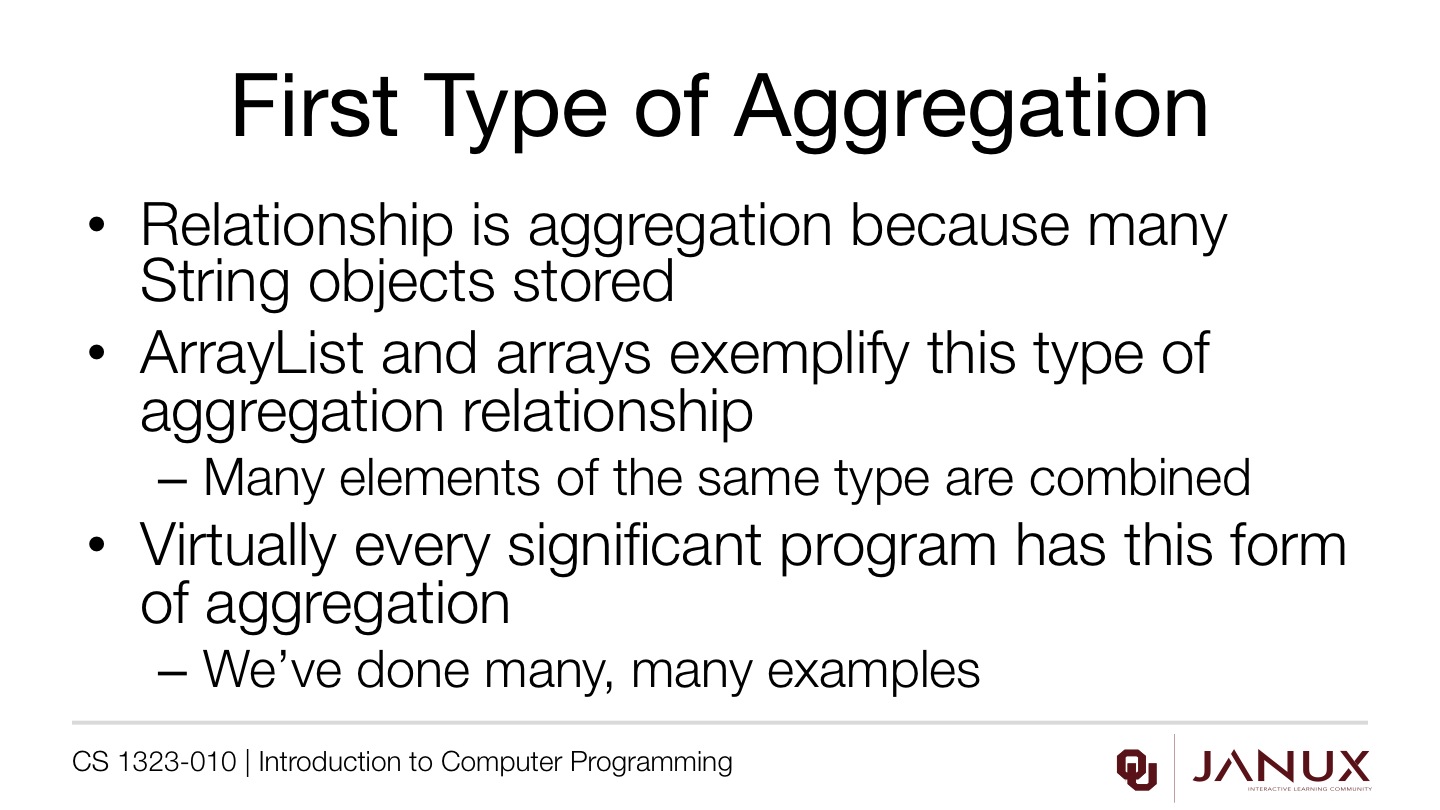 First Type of Aggregation
• Relationship is aggregation because many
String objects stored
• ArrayList and arrays exemplify this type of
aggregation relationship
– Many elements of the same type are combined
• Virtually every significant program has this form
of aggregation
– We’ve done many, many examples
CS 1323-010 | Introduction to Computer Programming
OU
JANUX
INTERACTIVE LEARNING COMMUNITY